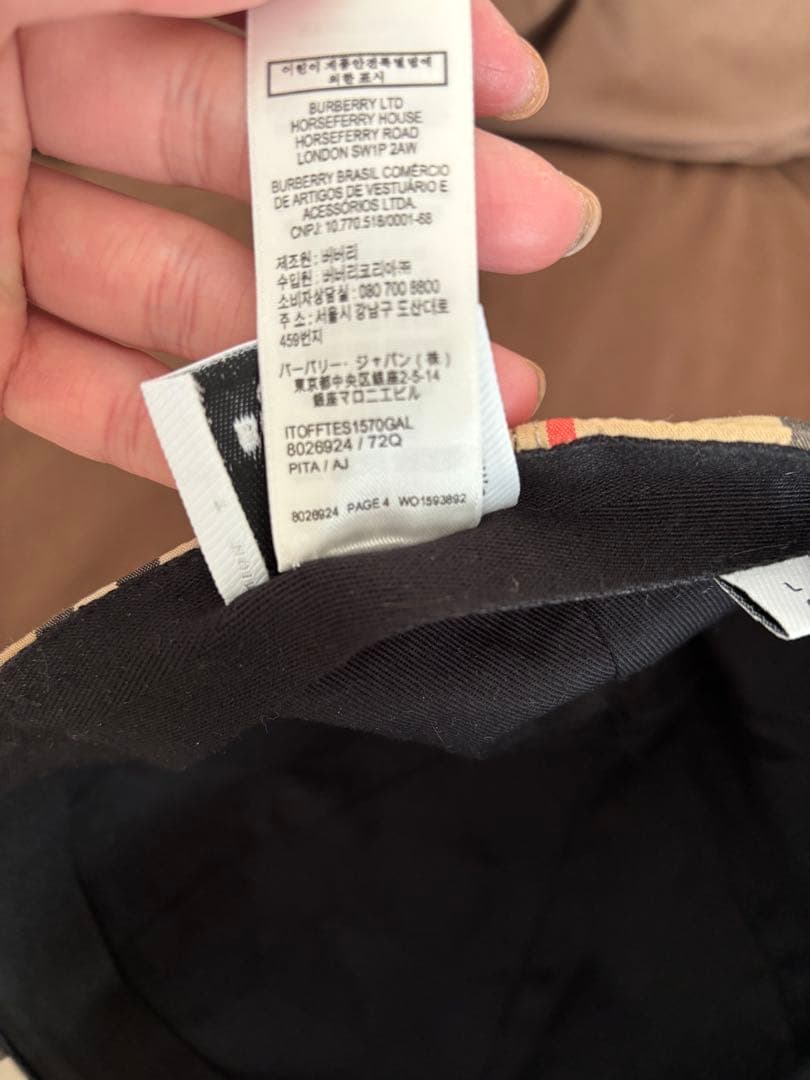 어린이 제품안전특별법에
의한 표시
BURBERRY LTD
HORSEFERRY HOUSE
HORSEFERRY ROAD
LONDON SW1P 2AW
BURBERRY BRASIL COMÉRCIO
DE ARTIGOS DE VESTUÁRIO E
ACESSÓRIOS LTDA.
CNPJ: 10.770.518/0001-68
제조원 : 버버리
수입원 : 버버리코리아㈜
소비자상담실 : 080 700 8800
주 소 : 서울시 강남구 도산대로
459번지
バーバリー・ジャパン (株)
東京都中央区銀座2-5-14
銀座マロニエビル
ITOFFTES1570GAL
8026924 / 72Q
PITA / AJ
8026924 PAGE 4 WO1593892
L